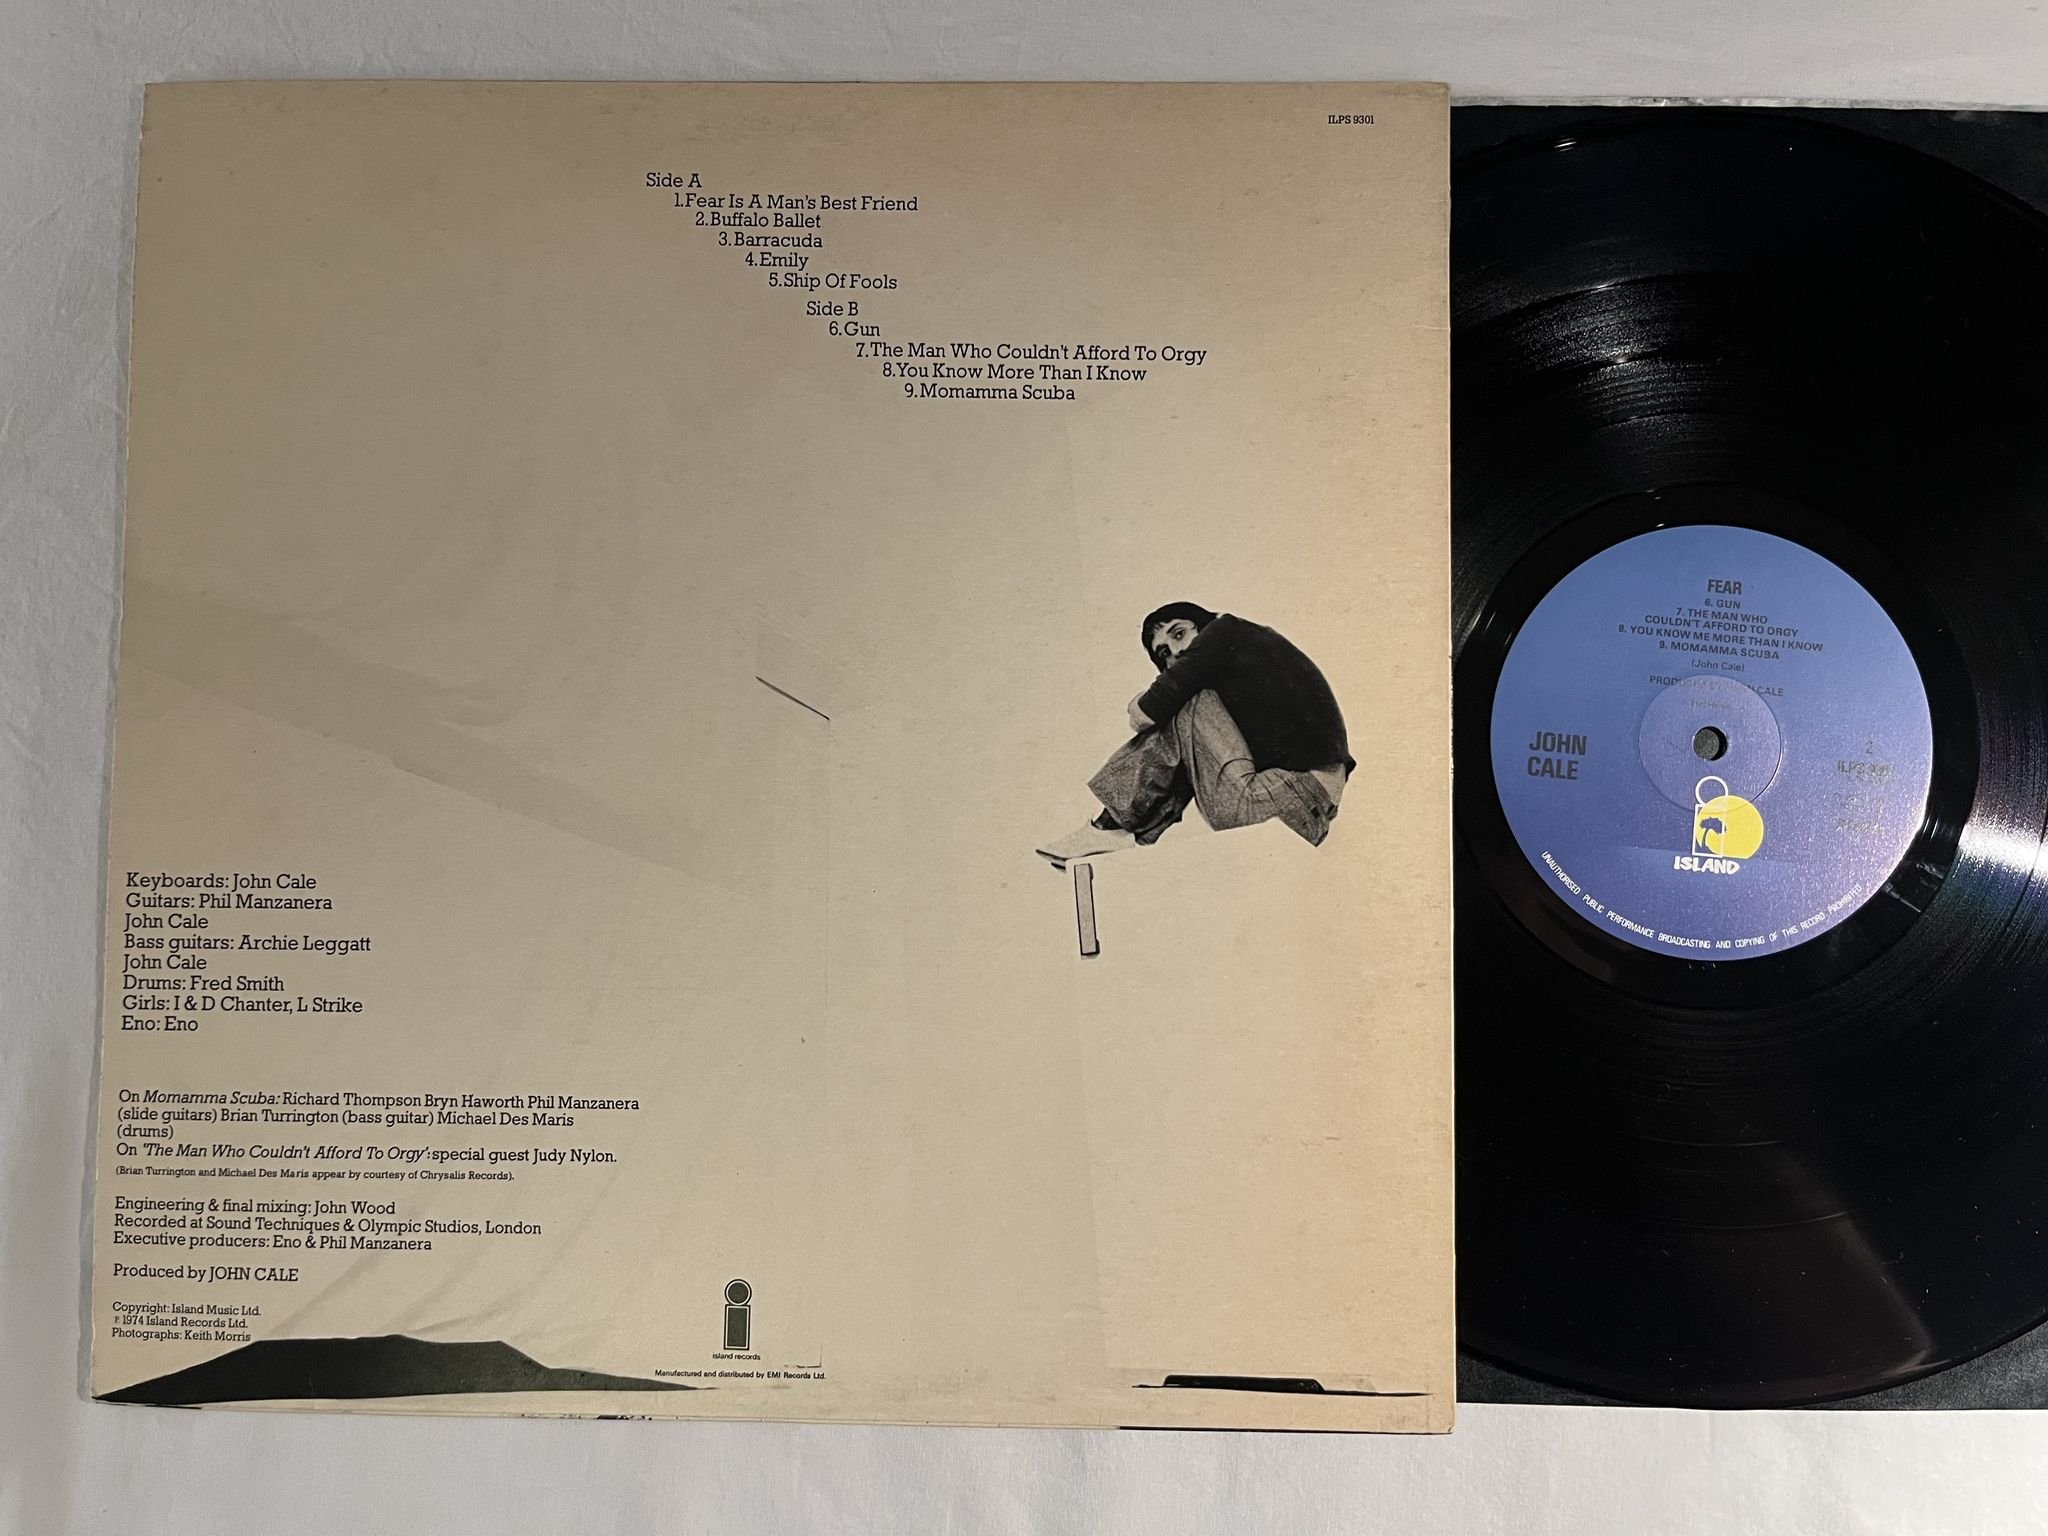 ILPS 9301
Side A
1.Fear Is A Man's Best Friend
2.Buffalo Ballet
3.Barracuda
4.Emily
5.Ship Of Fools
Side B
6.Gun
7.The Man Who Couldn't Afford To Orgy
8.You Know More Than I Know
9.Momamma Scuba
Keyboards: John Cale
Guitars: Phil Manzanera
John Cale
Bass guitars: Archie Leggatt
John Cale
Drums: Fred Smith
Girls: I & D Chanter, L Strike
Eno: Eno
On Momamma Scuba: Richard Thompson Bryn Haworth Phil Manzanera
(slide guitars) Brian Turrington (bass guitar) Michael Des Maris
(drums)
On 'The Man Who Couldn't Afford To Orgy': special guest Judy Nylon.
(Brian Turrington and Michael Des Maris appear by courtesy of Chrysalis Records).
Engineering & final mixing: John Wood
Recorded at Sound Techniques & Olympic Studios, London
Executive producers: Eno & Phil Manzanera
Produced by JOHN CALE
Copyright: Island Music Ltd.
℗ 1974 Island Records Ltd.
Photographs: Keith Morris
island records
Manufactured and distributed by EMI Records Ltd.
FEAR
6. GUN
7. THE MAN WHO
COULDN'T AFFORD TO ORGY
8. YOU KNOW ME MORE THAN I KNOW
9. MOMAMMA SCUBA
(John Cale)
PRODUCED BY JOHN CALE
JOHN
CALE
2
ILPS 9301
ISLAND
UNAUTHORISED PUBLIC PERFORMANCE BROADCASTING AND COPYING OF THIS RECORD PROHIBITED